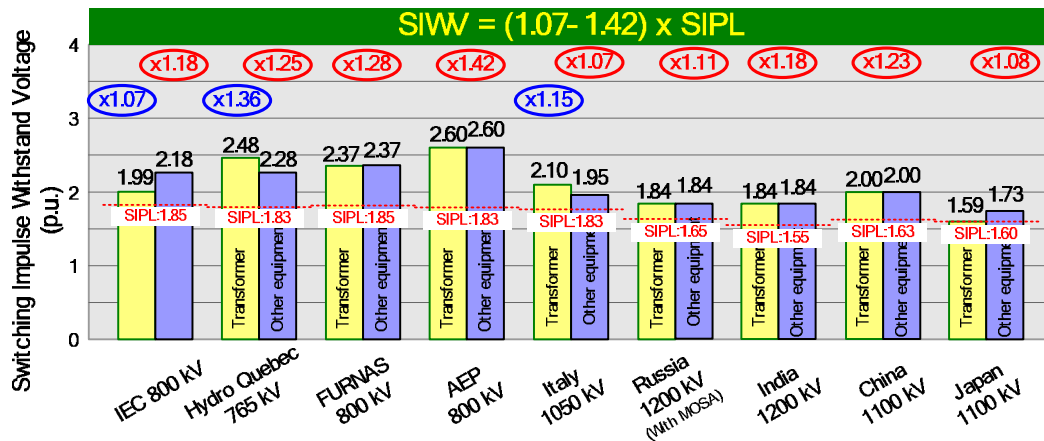 SIWV = (1.07- 1.42) x SIPL
Switching Impulse Withstand Voltage
(p.u.)
4
3
2
1
0
x1.18
x1.25
x1.28
x1.42
x1.07
x1.11
x1.18
x1.23
x1.08
x1.07
x1.36
x1.15
1.99
2.18
2.48
2.28
2.37
2.37
2.60
2.60
2.10
1.95
1.84
1.84
1.84
1.84
2.00
2.00
1.59
1.73
SIPL:1.85
SIPL:1.83
SIPL:1.85
SIPL:1.83
SIPL:1.83
SIPL:1.65
SIPL:1.55
SIPL:1.63
SIPL:1.60
Transformer
Other equipment
Transformer
Other equipment
Transformer
Other equipment
Transformer
Other equipment
Transformer
Other equipment
Transformer
Other equipment
Transformer
Other equipment
Transformer
Other equipment
IEC 800 kV
Hydro Quebec
765 kV
FURNAS
800 kV
AEP
800 kV
Italy
1050 kV
Russia
1200 kV
(With MOSA)
India
1200 kV
China
1100 kV
Japan
1100 kV